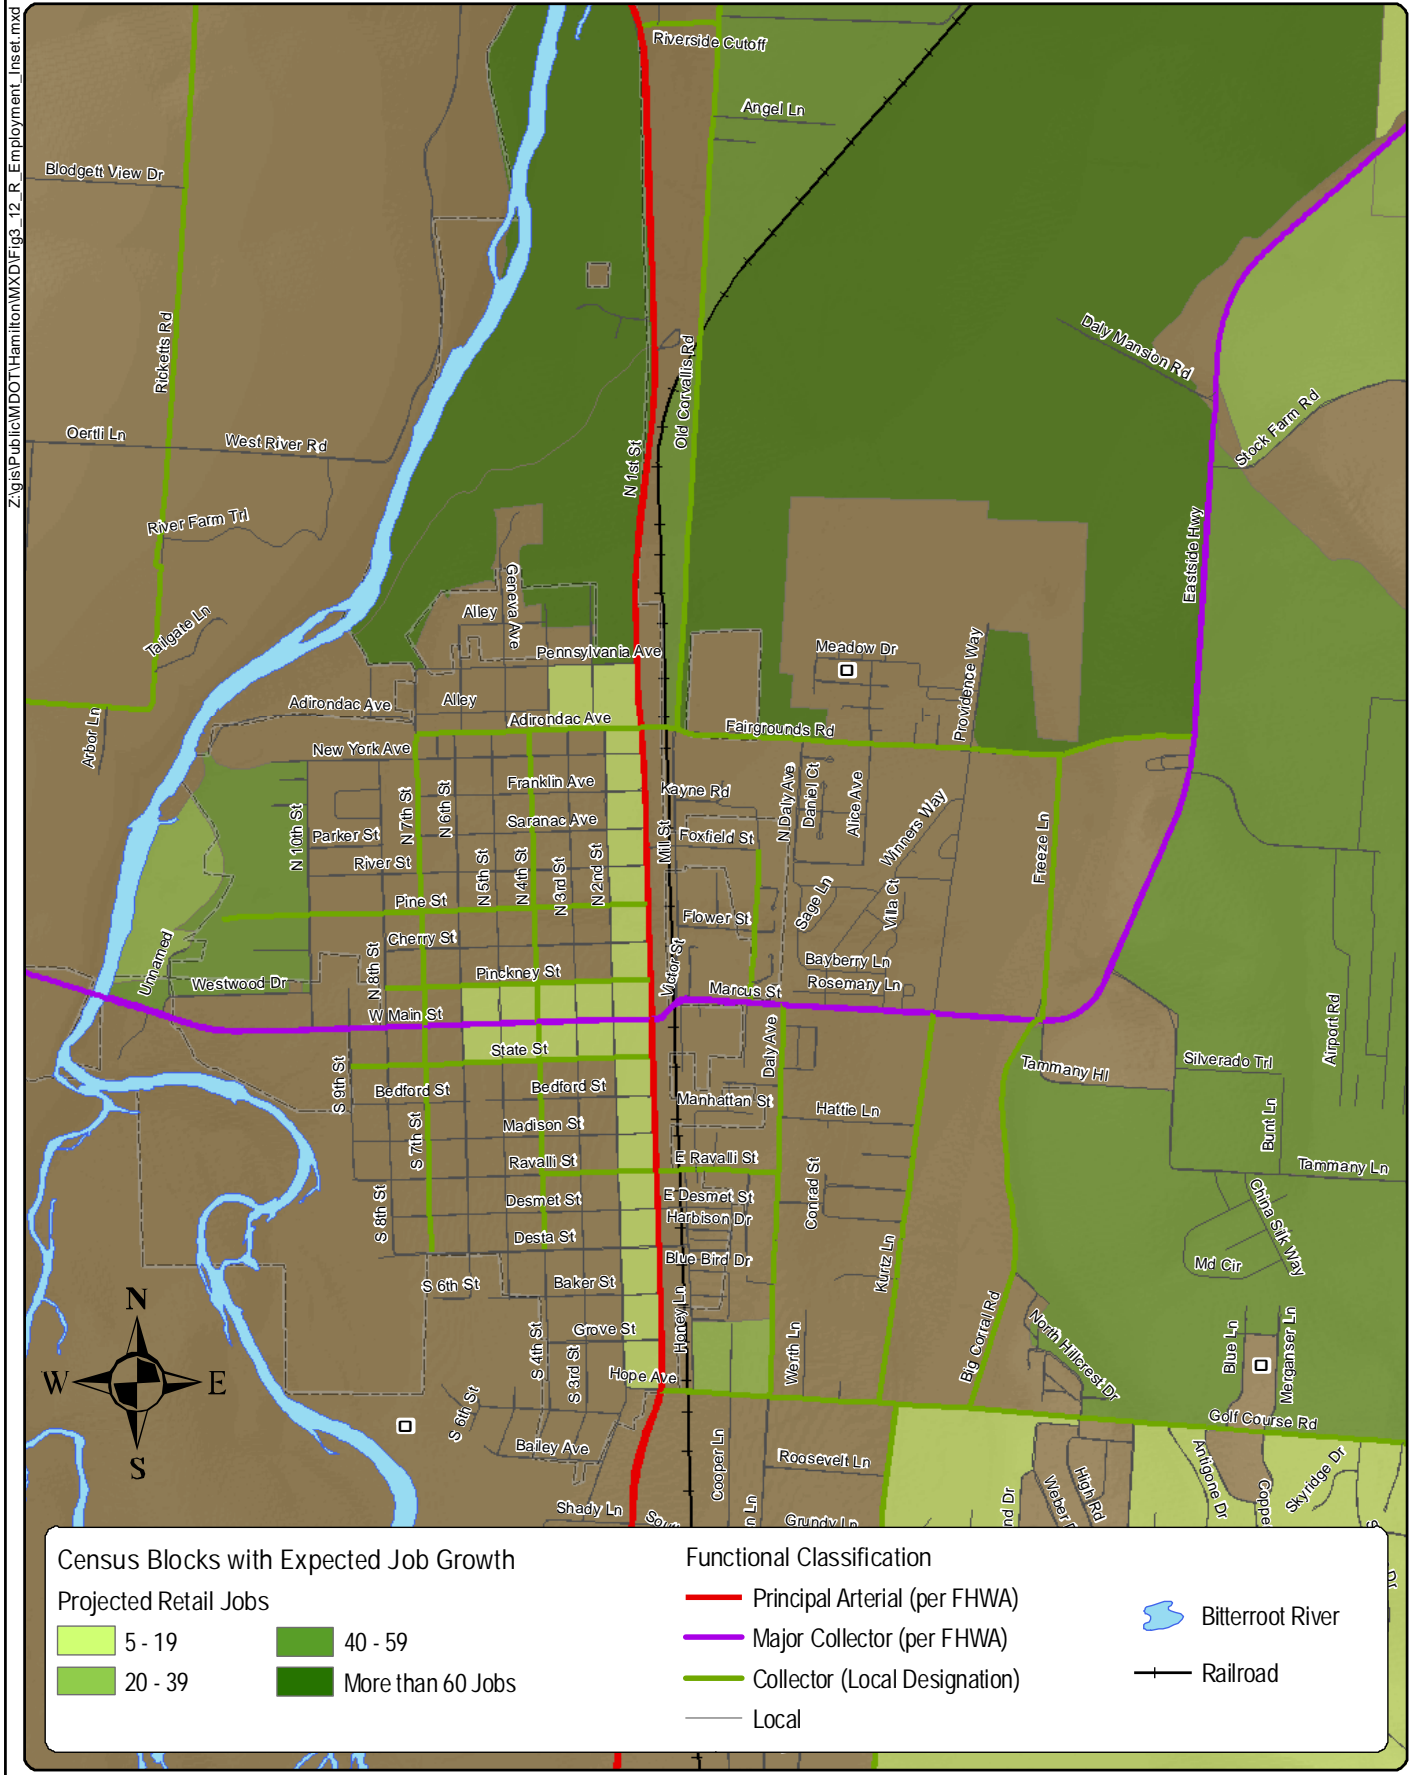 Z:\gis\Public\MDOT\Hamilton\MXD\Fig3_12_R_Employment_Inset.mxd
Riverside Cutoff
Angel Ln
Blodgett View Dr
Ricketts Rd
Daly Mansion Rd
Old Corvallis Rd
Stock Farm Rd
Oertli Ln
West River Rd
N 1st St
River Farm Trl
Eastside Hwy
Geneva Ave
Alley
Tailgate Ln
Pennsylvania Ave
Meadow Dr
Providence Way
Adirondac Ave
Alley
Arbor Ln
Adirondac Ave
Fairgrounds Rd
New York Ave
Franklin Ave
Kayne Rd
N Daly Ave
Daniel Ct
Alice Ave
N 10th St
N 7th St
N 6th St
Saranac Ave
Parker St
Mill St
Foxfield St
Winners Way
Freeze Ln
River St
N 5th St
N 4th St
N 3rd St
N 2nd St
Pine St
Flower St
Sage Ln
Villa Ct
Cherry St
Unnamed
N 8th St
Pinckney St
Victor St
Bayberry Ln
Westwood Dr
Marcus St
Rosemary Ln
W Main St
Airport Rd
State St
Daly Ave
Tammany Hl
Silverado Trl
S 9th St
Bedford St
Bedford St
Manhattan St
Hattie Ln
Burnt Ln
Madison St
S 7th St
Ravalli St
E Ravalli St
Tammany Ln
Conrad St
S 8th St
Desmet St
E Desmet St
Harbison Dr
China Silk Way
Desta St
Blue Bird Dr
Kurtz Ln
Md Cir
S 6th St
Baker St
N
Honey Ln
Big Corral Rd
North Hillcrest Dr
Grove St
S 4th St
Werth Ln
Blue Ln
Merganser Ln
W
E
S 3rd St
Hope Ave
S 6th St
Golf Course Rd
Bailey Ave
S
Cooper Ln
Roosevelt Ln
Antigone Dr
Skyridge Dr
High Rd
Weber
Shady Ln
n Ln
Grundy Ln
nd Dr
Dr
Census Blocks with Expected Job Growth
Projected Retail Jobs
5 - 19
20 - 39
40 - 59
More than 60 Jobs
Functional Classification
Principal Arterial (per FHWA)
Major Collector (per FHWA)
Collector (Local Designation)
Local
Bitterroot River
Railroad